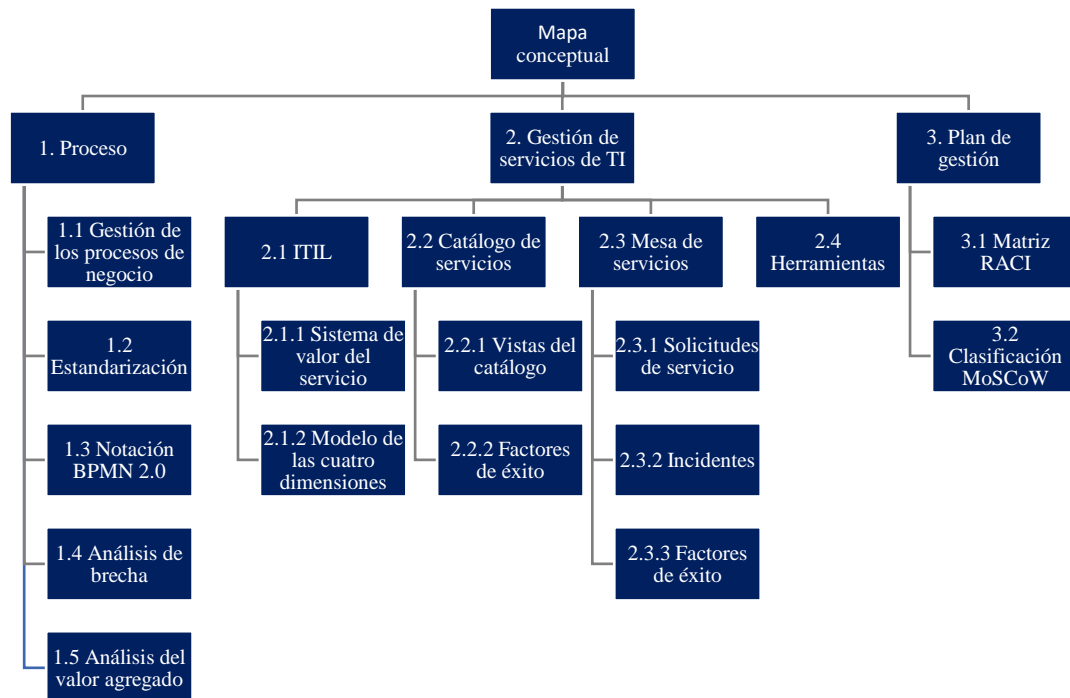 Mapa
conceptual
1. Proceso
2. Gestión de
servicios de TI
3. Plan de
gestión
1.1 Gestión de
los procesos de
negocio
2.1 ITIL
2.2 Catálogo de
servicios
2.3 Mesa de
servicios
2.4
Herramientas
3.1 Matriz
RACI
1.2
Estandarización
2.1.1 Sistema de
valor del
servicio
2.2.1 Vistas del
catálogo
2.3.1 Solicitudes
de servicio
3.2
Clasificación
MoSCoW
1.3 Notación
BPMN 2.0
2.1.2 Modelo de
las cuatro
dimensiones
2.2.2 Factores
de éxito
2.3.2 Incidentes
1.4 Análisis de
brecha
2.3.3 Factores
de éxito
1.5 Análisis del
valor agregado